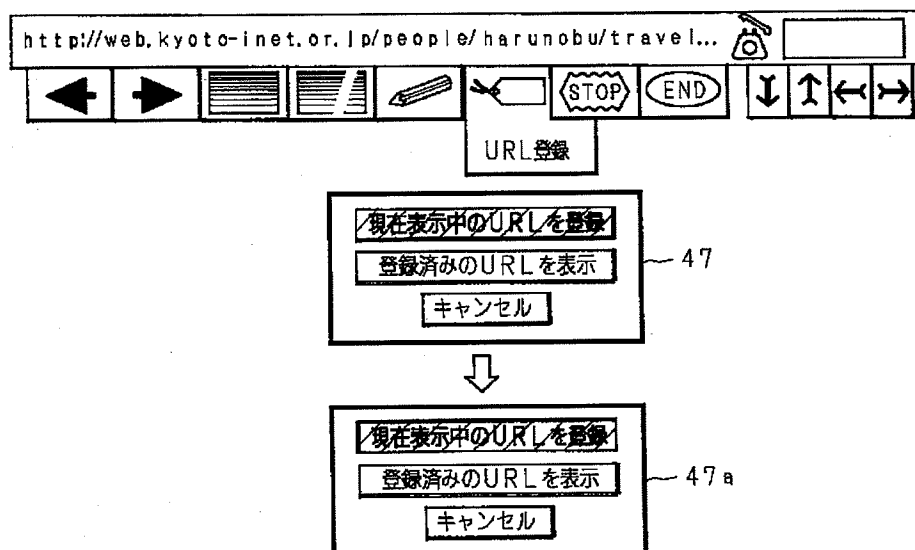 http://web.kyoto-inet.or.jp/people/harunobu/travel...
STOP END
URL登録
現在表示中のURLを登録
登録済みのURLを表示
47
キャンセル
現在表示中のURLを登録
登録済みのURLを表示
47a
キャンセル